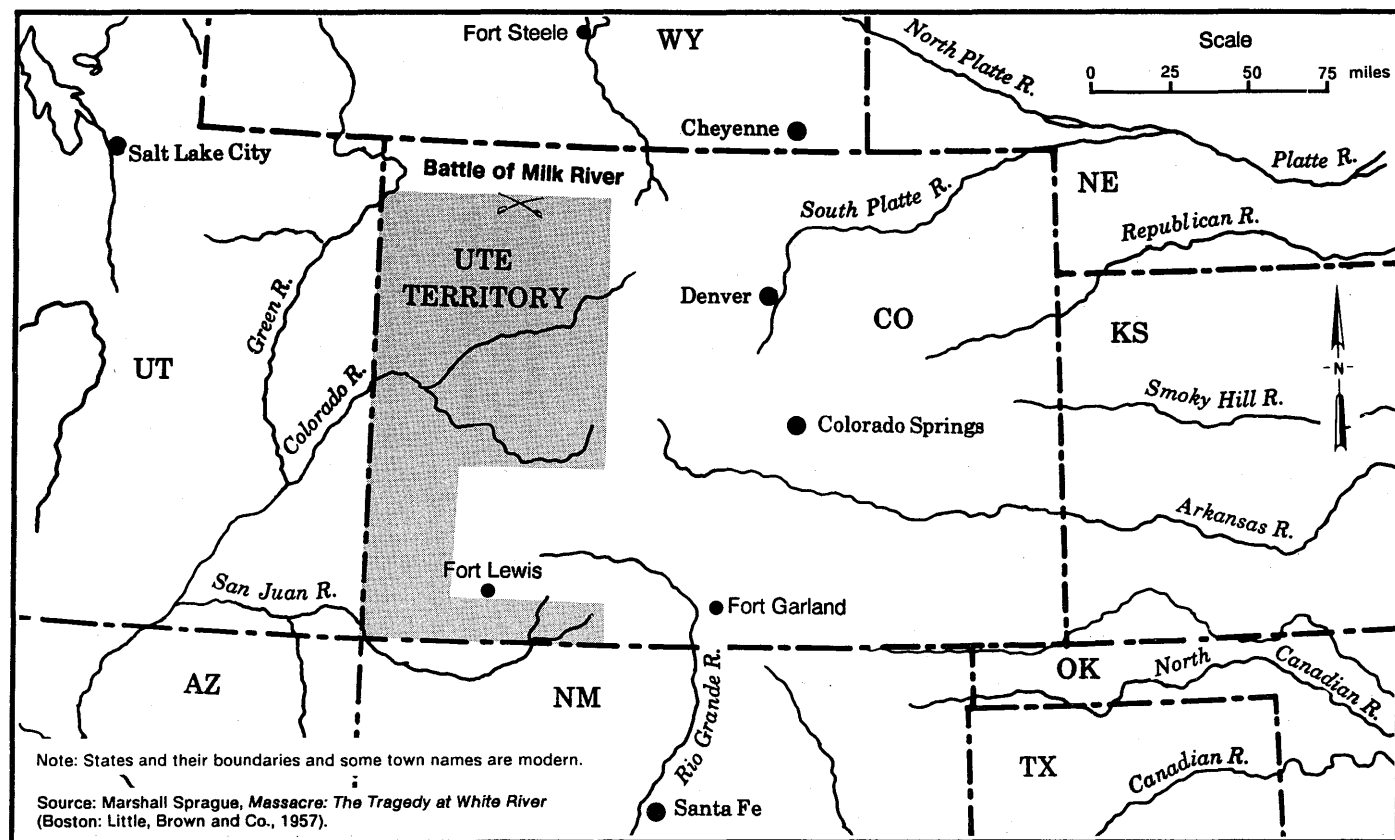 Fort Steele
WY
North Platte R.
Scale
0 25 50 75 miles
Cheyenne
Salt Lake City
Battle of Milk River
Platte R.
NE
South Platte R.
Republican R.
UTE
TERRITORY
Green R.
Denver
CO
KS
UT
-N-
Colorado R.
Smoky Hill R.
Colorado Springs
Arkansas R.
Fort Lewis
San Juan R.
Fort Garland
OK
North
Canadian R.
AZ
NM
Rio Grande R.
TX
Canadian R.
Note: States and their boundaries and some town names are modern.
Source: Marshall Sprague, Massacre: The Tragedy at White River
(Boston: Little, Brown and Co., 1957).
Santa Fe